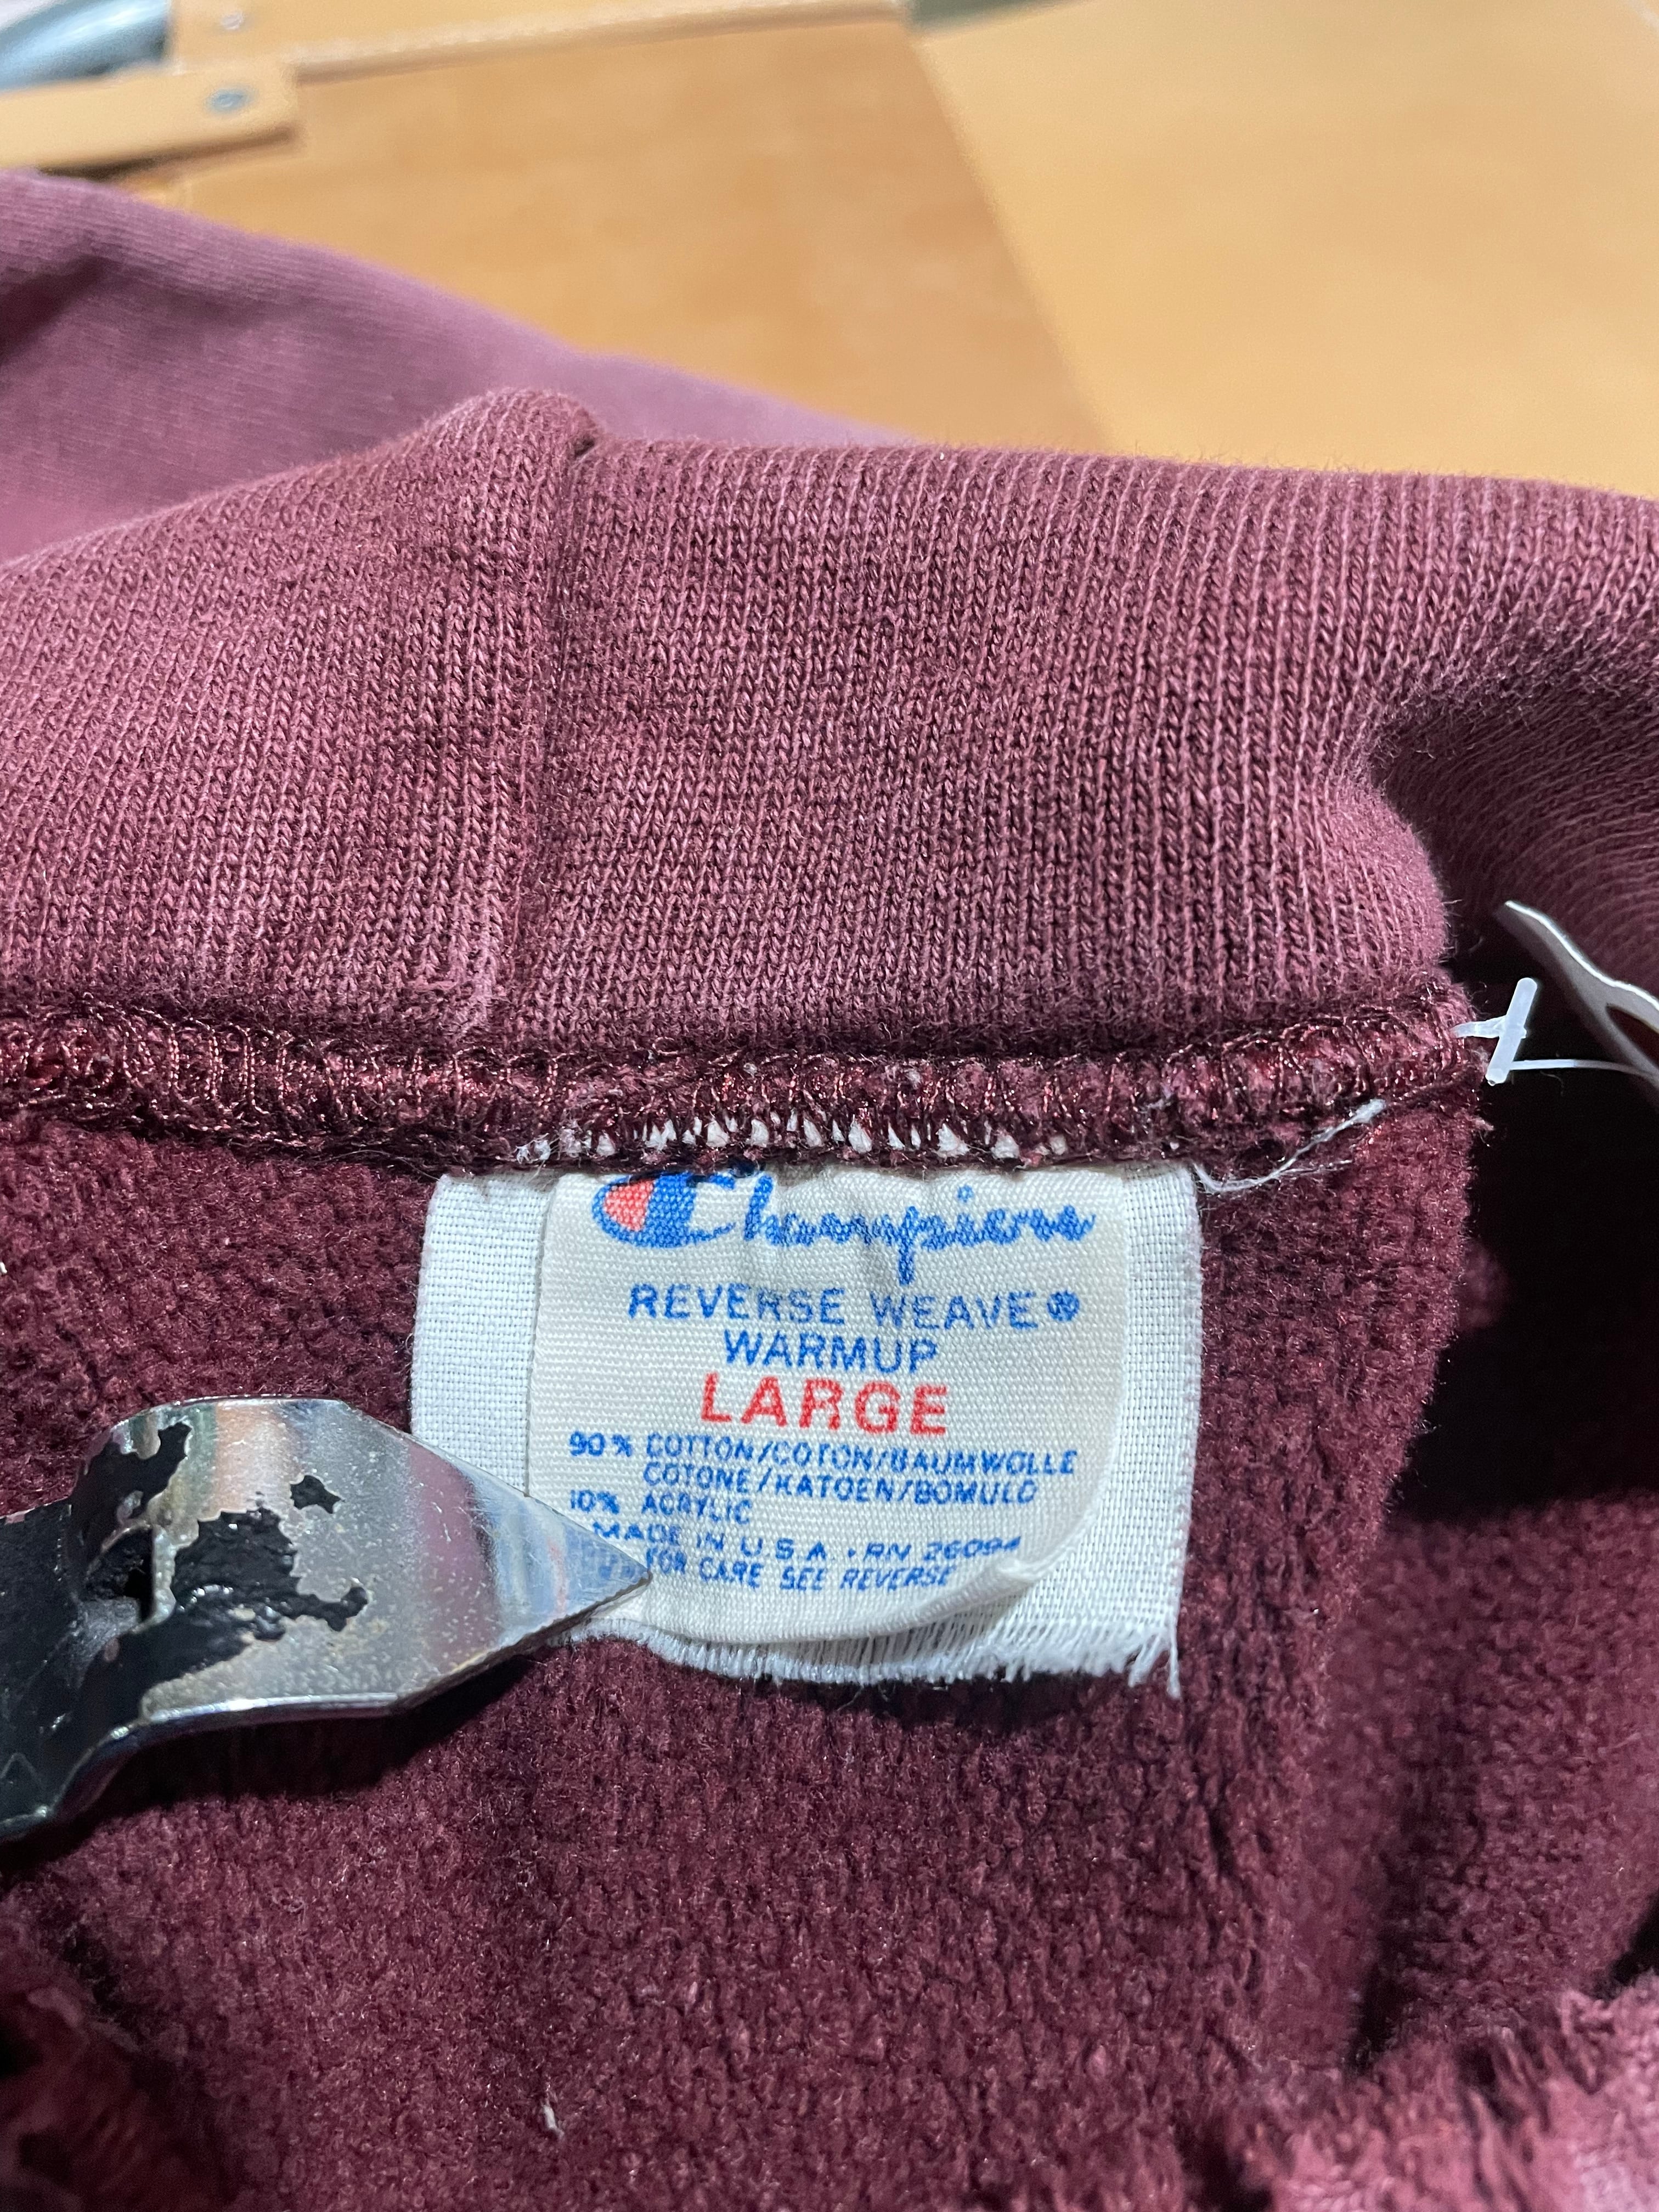 Champion
REVERSE WEAVE®
WARMUP
LARGE
90% COTTON/COTON/BAUMWOLLE
COTONE/KATOEN/BOMULD
10% ACRYLIC
MADE IN U.S.A. • RN 26094
FOR CARE SEE REVERSE